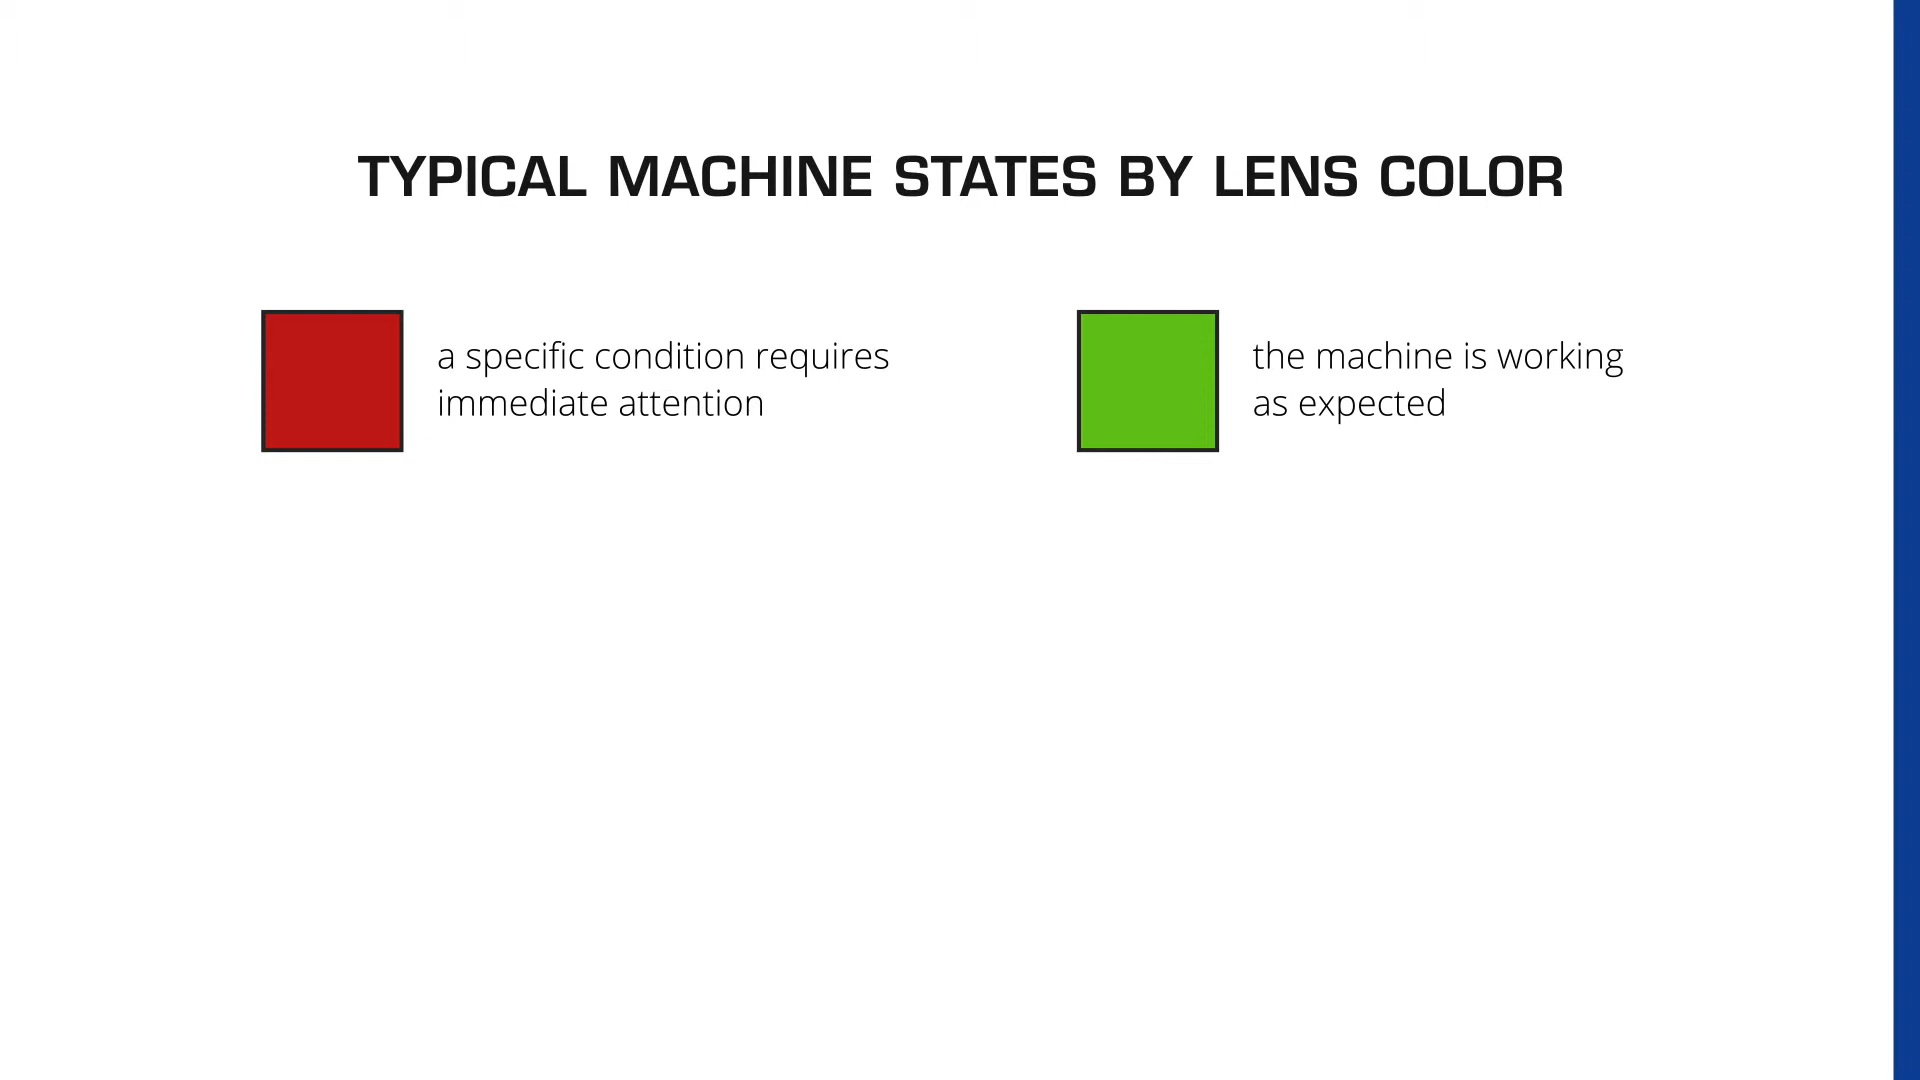 TYPICAL MACHINE STATES BY LENS COLOR
a specific condition requires
immediate attention
the machine is working
as expected